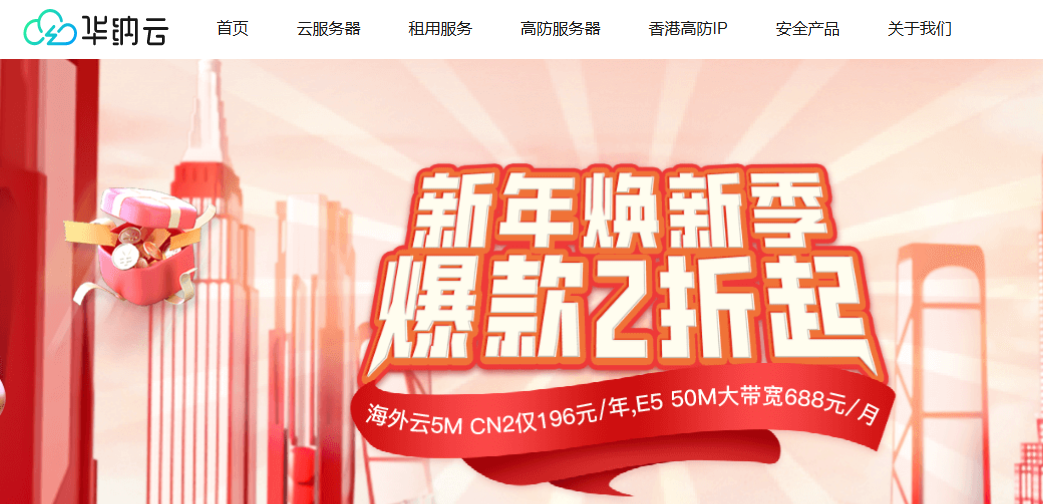 华纳云 首页 云服务器 租用服务 高防服务器 香港高防IP 安全产品 关于我们
新年焕新季
爆款2折起
海外云5M CN2仅196元/年,E5 50M大带宽688元/月